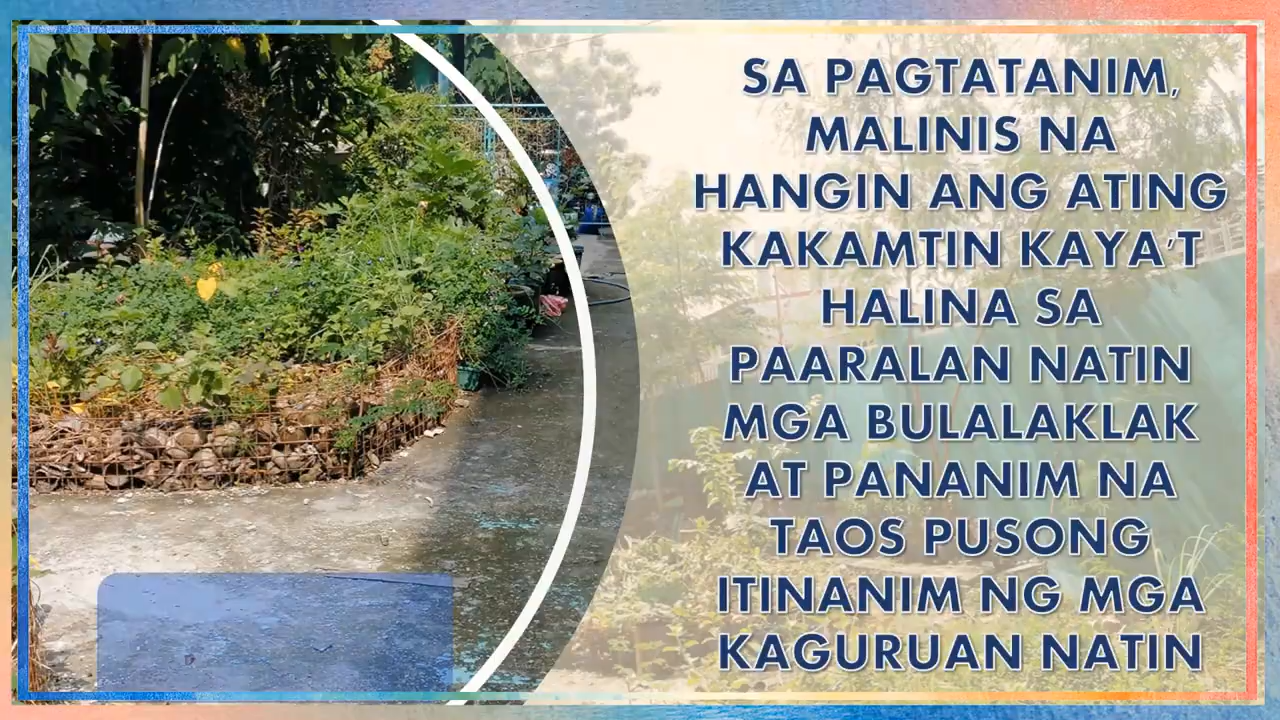 SA PAGTATANIM,
MALINIS NA
HANGIN ANG ATING
KAKAMTIN KAYA'T
HALINA SA
PAARALAN NATIN
MGA BULALAKLAK
AT PANANIM NA
TAOS PUSONG
ITINANIM NG MGA
KAGURUAN NATIN